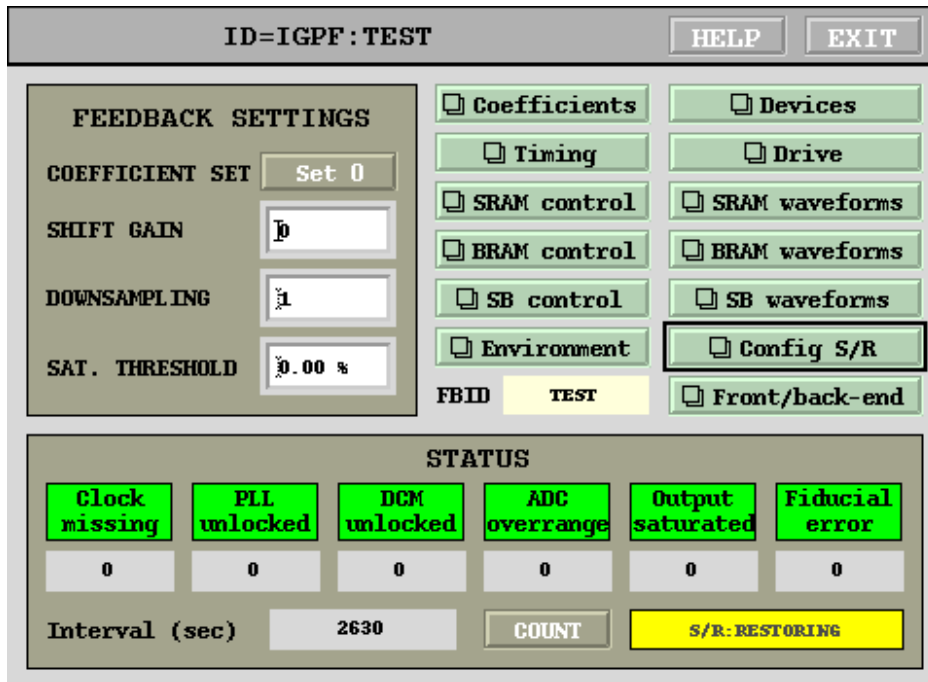 ID=IGPF:TEST HELP EXIT
FEEDBACK SETTINGS
COEFFICIENT SET Set 0
SHIFT GAIN 0
DOWNSAMPLING 1
SAT. THRESHOLD 0.00 %
Coefficients Devices
Timing Drive
SRAM control SRAM waveforms
BRAM control BRAM waveforms
SB control SB waveforms
Environment Config S/R
FBID TEST Front/back-end
STATUS
Clock PLL DCM ADC Output Fiducial
missing unlocked unlocked overrange saturated error
0 0 0 0 0 0
Interval (sec) 2630 COUNT S/R:RESTORING